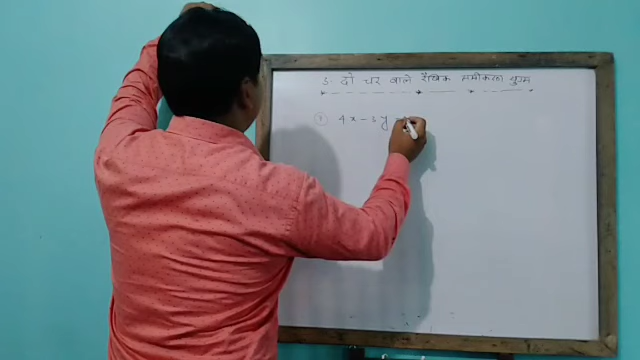 3. दो चर वाले रैखिक समीकरण युग्म
① 4x - 3y